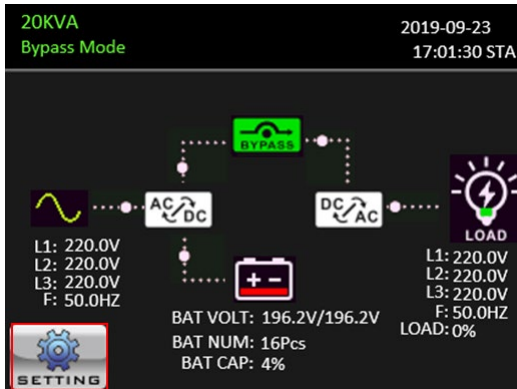 20KVA
Bypass Mode
2019-09-23
17:01:30 STA
BYPASS
AC
DC
DC
AC
LOAD
L1: 220.0V
L2: 220.0V
L3: 220.0V
F: 50.0HZ
L1: 220.0V
L2: 220.0V
L3: 220.0V
F: 50.0HZ
LOAD: 0%
BAT VOLT: 196.2V/196.2V
BAT NUM: 16Pcs
BAT CAP: 4%
SETTING